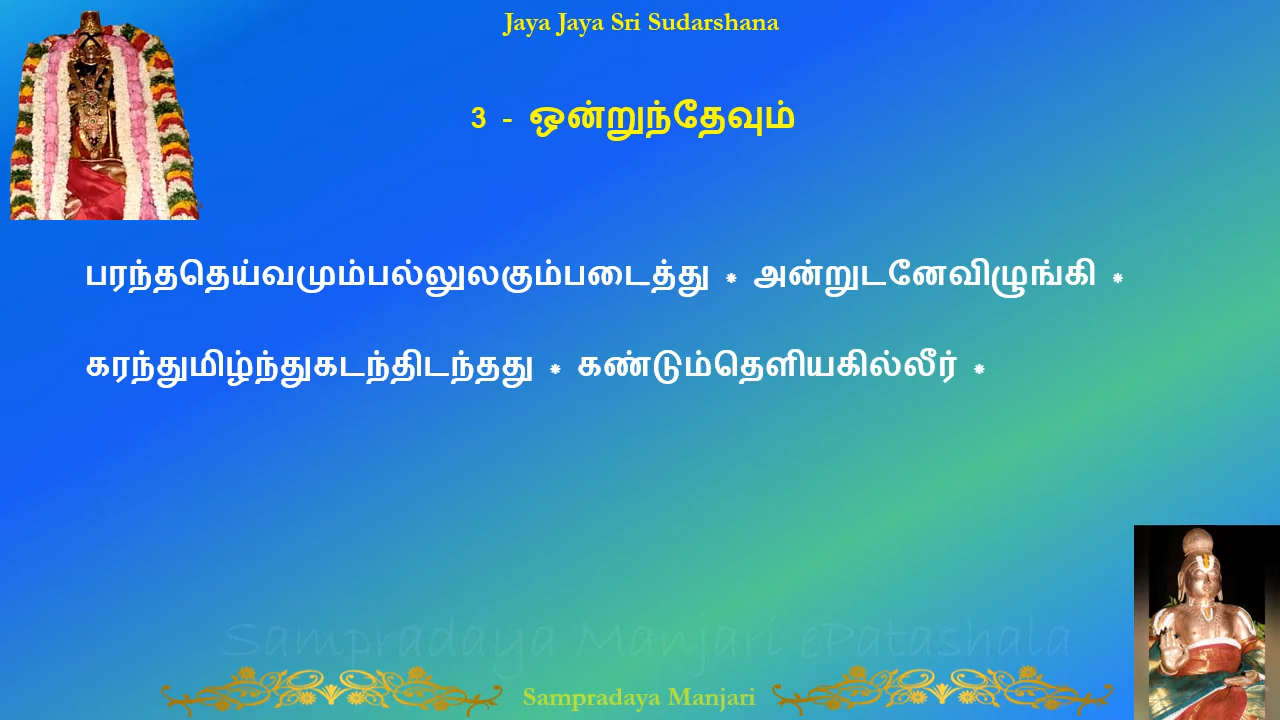 Jaya Jaya Sri Sudarshana
3 - ஒன்றுந்தேவும்
பரந்ததெய்வமும்பல்லுலகும்படைத்து * அன்றுடனேவிழுங்கி *
கரந்துமிழ்ந்துகடந்திடந்தது * கண்டும்தெளியகில்லீர் *
Sampradaya Manjari ePatashala
Sampradaya Manjari